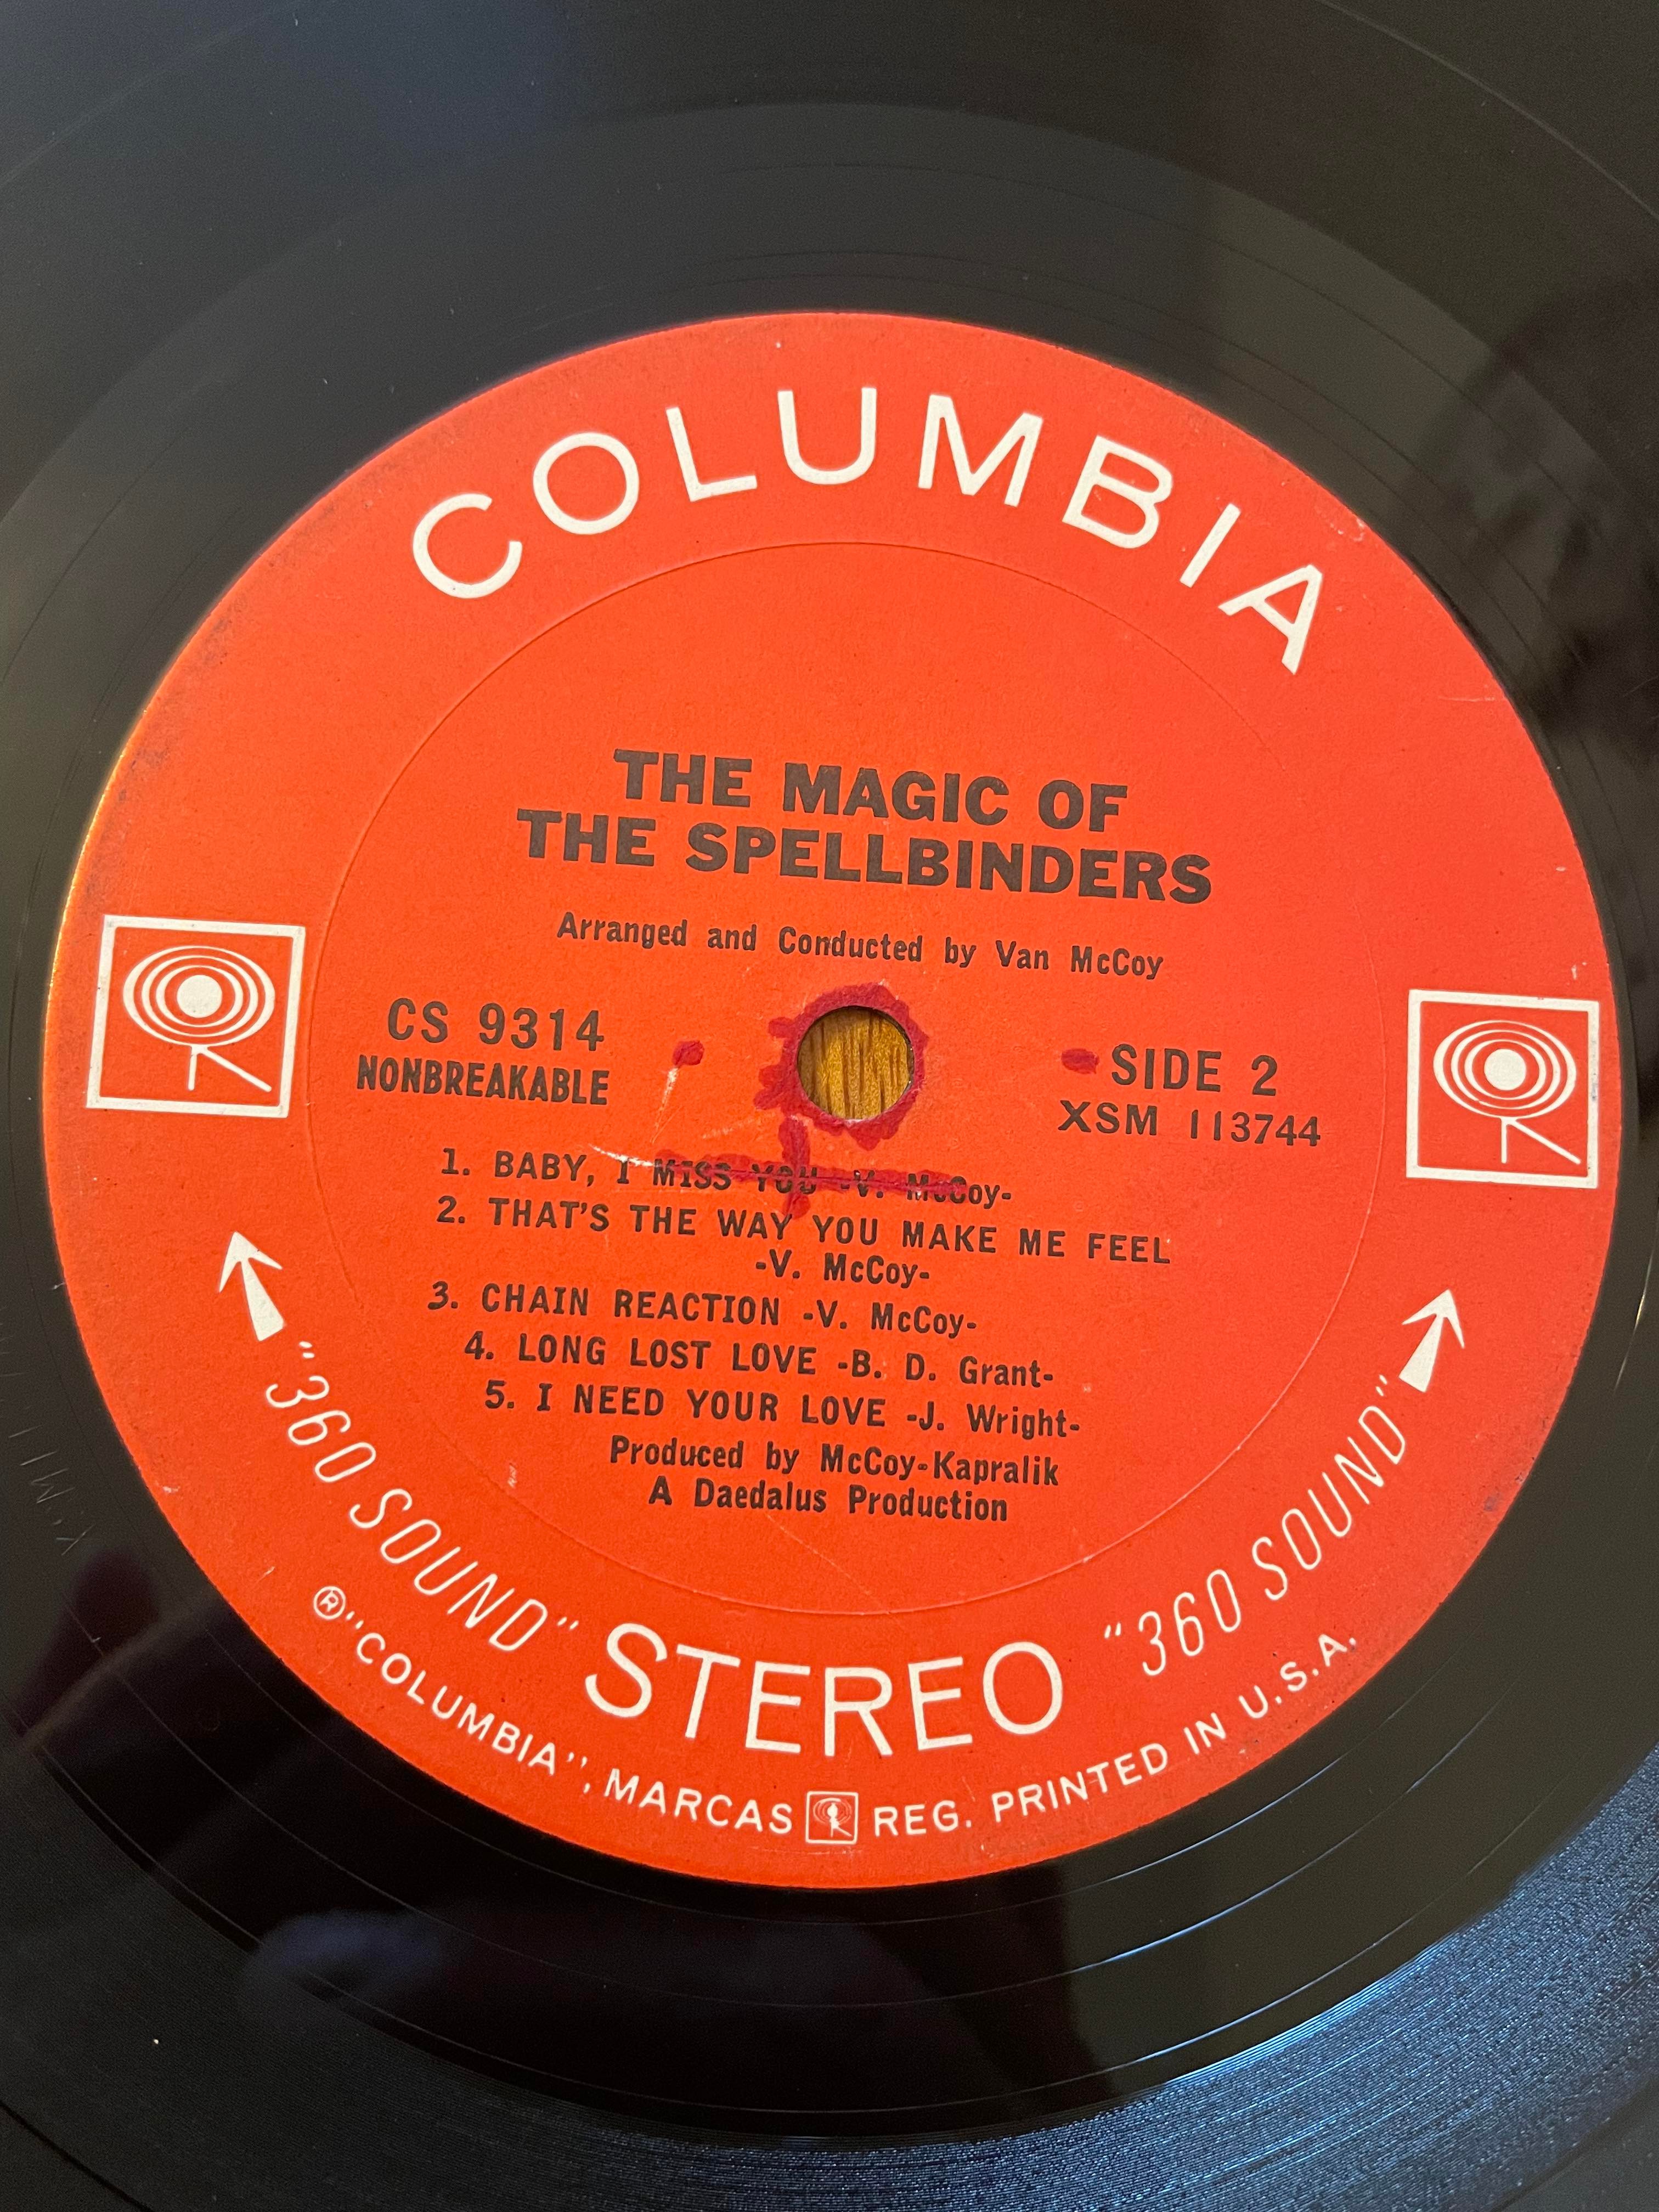 COLUMBIA
THE MAGIC OF
THE SPELLBINDERS
Arranged and Conducted by Van McCoy
CS 9314
NONBREAKABLE
SIDE 2
XSM 113744
1. BABY, I MISS YOU -V. McCoy-
2. THAT'S THE WAY YOU MAKE ME FEEL
-V. McCoy-
3. CHAIN REACTION -V. McCoy-
4. LONG LOST LOVE -B. D. Grant-
5. I NEED YOUR LOVE -J. Wright-
Produced by McCoy-Kapralik
A Daedalus Production
"360 SOUND" STEREO "360 SOUND"
®"COLUMBIA", MARCAS REG. PRINTED IN U.S.A.